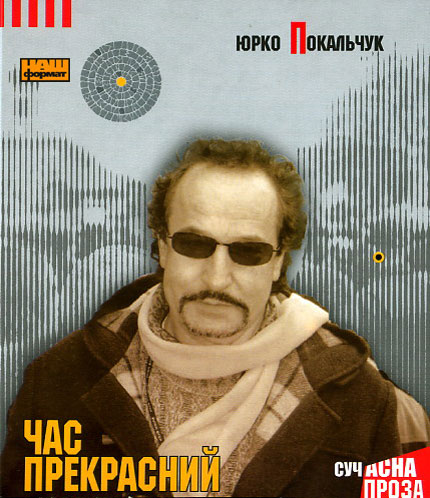 Юрко Покальчук
НАШ
формат
ЧАС
ПРЕКРАСНИЙ
СУЧАСНА
ПРОЗА